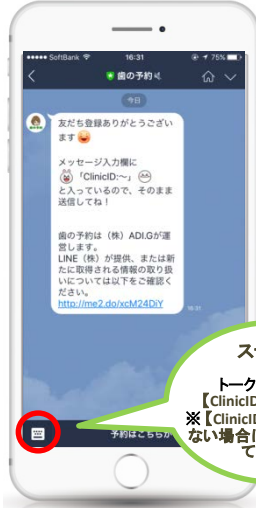 SoftBank 16:31 75%
歯の予約
今日
友だち登録ありがとうござい
ます
メッセージ入力欄に
「ClinicID:～」
と入っているので、そのまま
送信してね！
歯の予約は（株）ADI.Gが運
営します。
LINE（株）が提供、または新
たに取得される情報の取り扱
いについては以下をご確認く
ださい。
http://me2.do/xcM24DiY
16:31
ス
トーク
【ClinicID
※【ClinicID
ない場合は
て
予約はこちらか